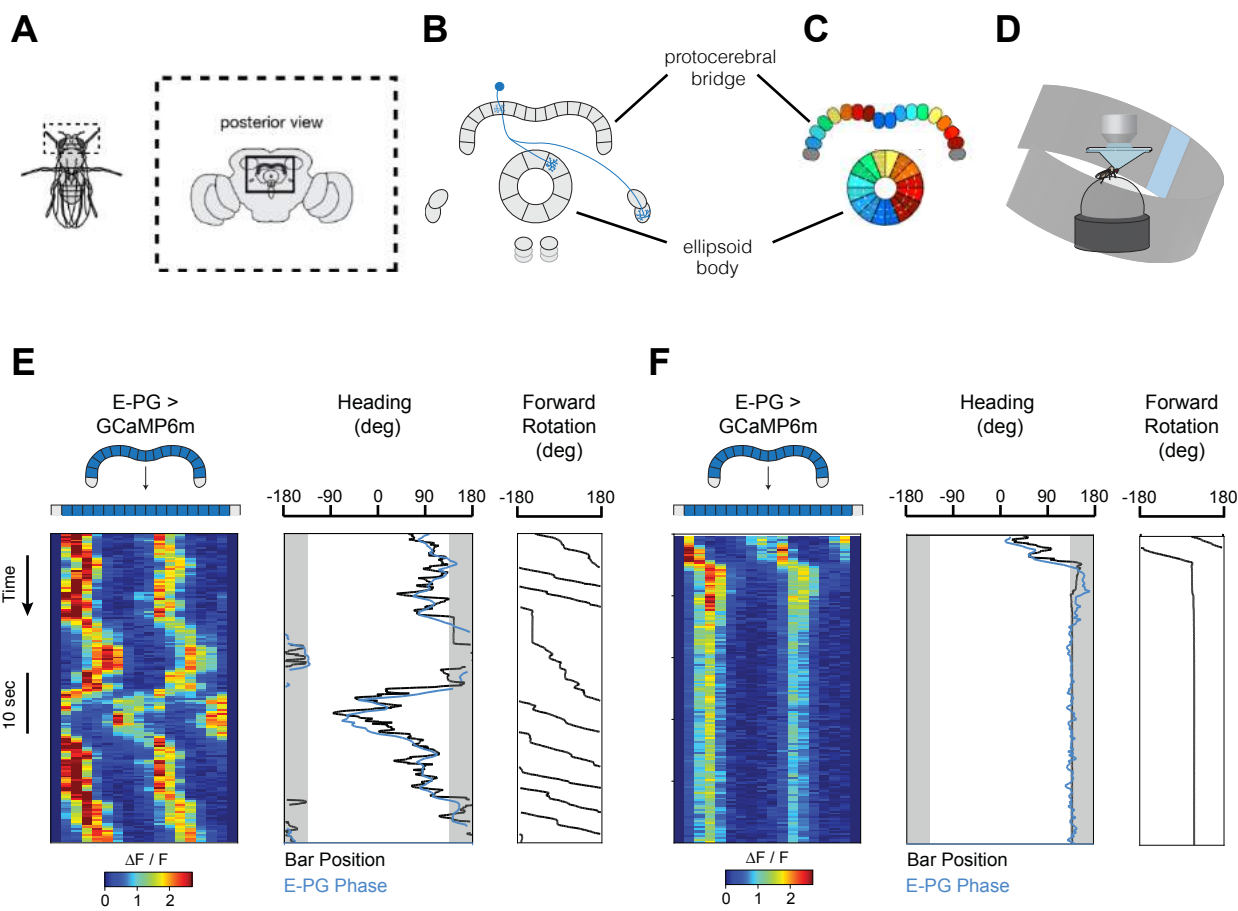 A
B
C
D
protocerebral
bridge
posterior view
ellipsoid
body
E
E-PG >
GCaMP6m
Heading
(deg)
Forward
Rotation
(deg)
-180 -90 0 90 180
-180 180
Time
10 sec
ΔF / F
0 1 2
Bar Position
E-PG Phase
F
E-PG >
GCaMP6m
Heading
(deg)
Forward
Rotation
(deg)
-180 -90 0 90 180
-180 180
ΔF / F
0 1 2
Bar Position
E-PG Phase